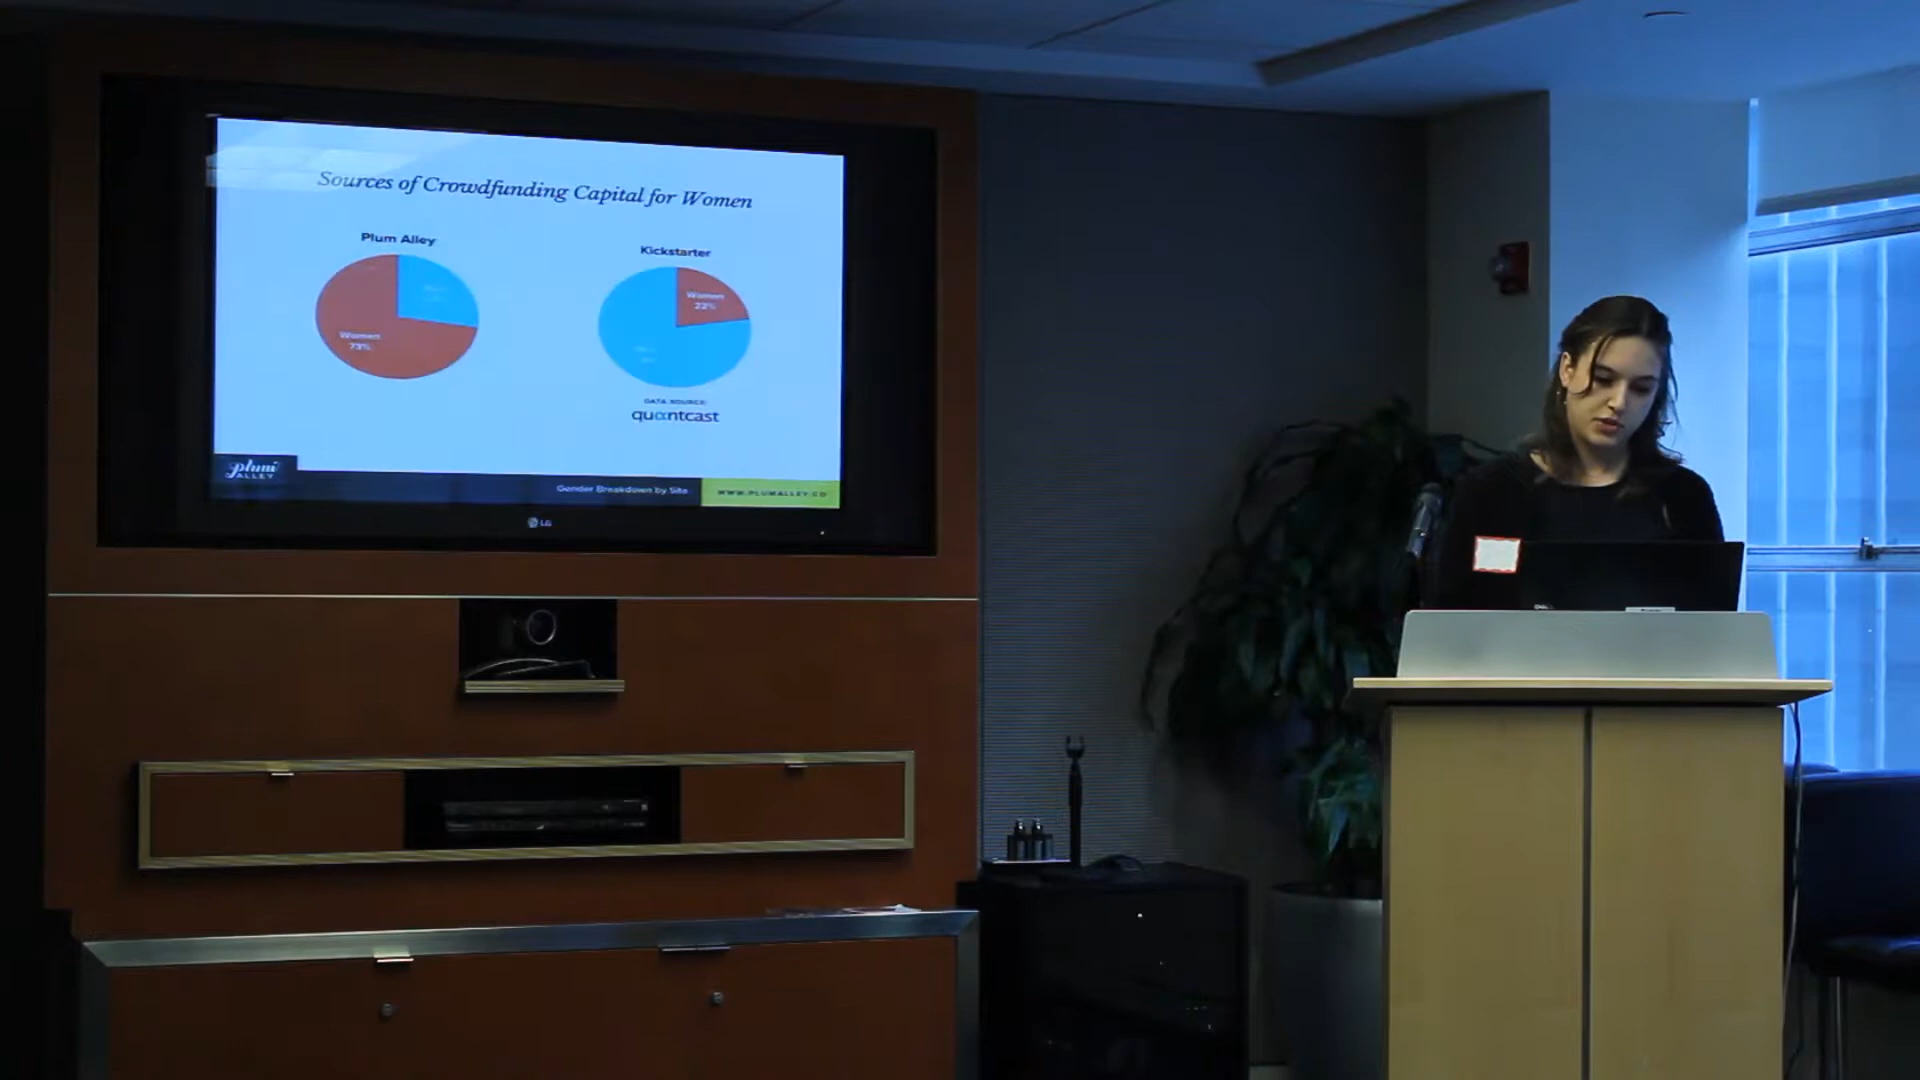 Sources of Crowdfunding Capital for Women
Plum Alley
Women
73%
Kickstarter
Women
22%
DATA SOURCE:
quantcast
plum
ALLEY
Gender Breakdown by Site
WWW.PLUMALLEY.CO
LG